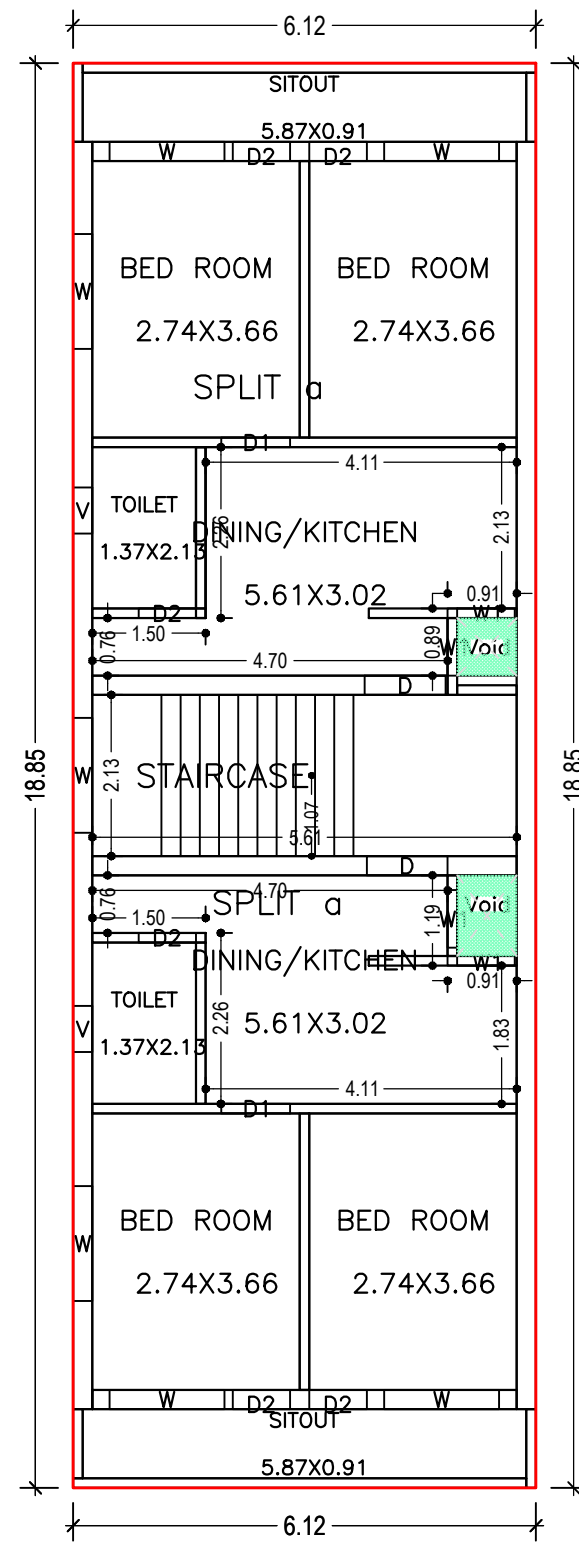 6.12
SITOUT
5.87X0.91
W D2 D2 W
W
BED ROOM BED ROOM
2.74X3.66 2.74X3.66
SPLIT a
D1
4.11
V
TOILET
1.37X2.13
2.26
DINING/KITCHEN
2.13
5.61X3.02
0.91
D2
W
1.50
0.76
0.89
W
Void
4.70
D
18.85
18.85
W
2.13
STAIRCASE
1.07
5.61
D
4.70
0.76
1.50
SPLIT a
1.19
W
Void
D2
DINING/KITCHEN
W
0.91
TOILET
V
1.37X2.13
2.26
5.61X3.02
1.83
4.11
D1
BED ROOM BED ROOM
W
2.74X3.66 2.74X3.66
W D2 D2 W
SITOUT
5.87X0.91
6.12